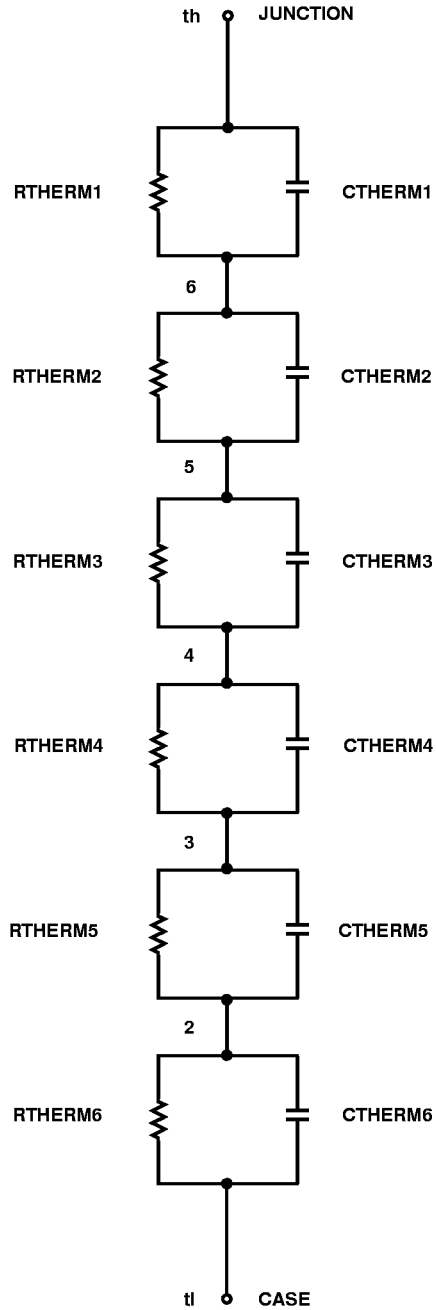 th JUNCTION
RTHERM1 CTHERM1
6
RTHERM2 CTHERM2
5
RTHERM3 CTHERM3
4
RTHERM4 CTHERM4
3
RTHERM5 CTHERM5
2
RTHERM6 CTHERM6
tl CASE